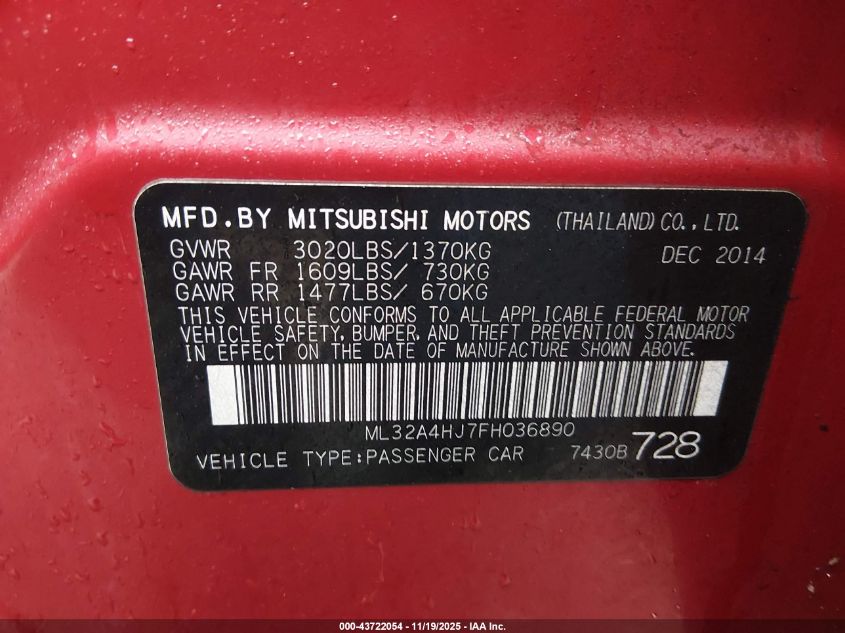 MFD.BY MITSUBISHI MOTORS (THAILAND)CO.,LTD.
GVWR 3020LBS/1370KG DEC 2014
GAWR FR 1609LBS/ 730KG
GAWR RR 1477LBS/ 670KG
THIS VEHICLE CONFORMS TO ALL APPLICABLE FEDERAL MOTOR
VEHICLE SAFETY, BUMPER, AND THEFT PREVENTION STANDARDS
IN EFFECT ON THE DATE OF MANUFACTURE SHOWN ABOVE.
ML32A4HJ7FH036890
VEHICLE TYPE:PASSENGER CAR 7430B 728
000-43722054 - 11/19/2025 - IAA Inc.